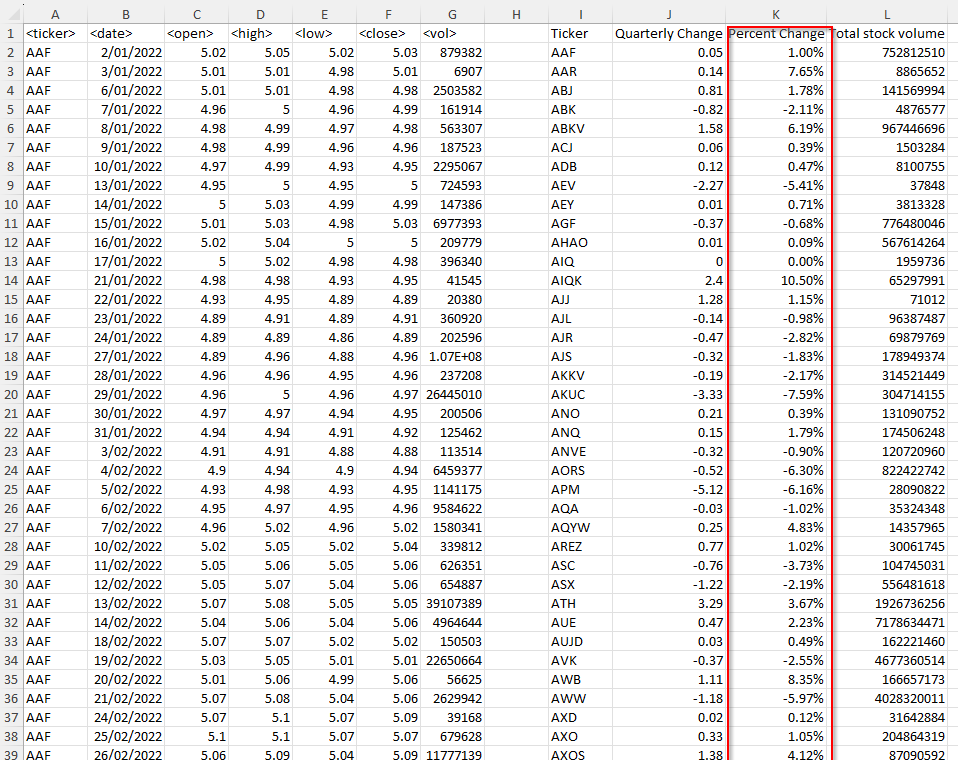 A B C D E F G H I J K L
1 <ticker> <date> <open> <high> <low> <close> <vol> Ticker Quarterly Change Percent Change Total stock volume
2 AAF 2/01/2022 5.02 5.05 5.02 5.03 879382 AAF 0.05 1.00% 752812510
3 AAF 3/01/2022 5.01 5.01 4.98 5.01 6907 AAR 0.14 7.65% 8865652
4 AAF 6/01/2022 5.01 5.01 4.98 4.98 2503582 ABJ 0.81 1.78% 141569994
5 AAF 7/01/2022 4.96 5 4.96 4.99 161914 ABK -0.82 -2.11% 4876577
6 AAF 8/01/2022 4.98 4.99 4.97 4.98 563307 ABKV 1.58 6.19% 967446696
7 AAF 9/01/2022 4.98 4.99 4.96 4.96 187523 ACJ 0.06 0.39% 1503284
8 AAF 10/01/2022 4.97 4.99 4.93 4.95 2295067 ADB 0.12 0.47% 8100755
9 AAF 13/01/2022 4.95 5 4.95 5 724593 AEV -2.27 -5.41% 37848
10 AAF 14/01/2022 5 5.03 4.99 4.99 147386 AEY 0.01 0.71% 3813328
11 AAF 15/01/2022 5.01 5.03 4.98 5.03 6977393 AGF -0.37 -0.68% 776480046
12 AAF 16/01/2022 5.02 5.04 5 5 209779 AHAO 0.01 0.09% 567614264
13 AAF 17/01/2022 5 5.02 4.98 4.98 396340 AIQ 0 0.00% 1959736
14 AAF 21/01/2022 4.98 4.98 4.93 4.95 41545 AIQK 2.4 10.50% 65297991
15 AAF 22/01/2022 4.93 4.95 4.89 4.89 20380 AJJ 1.28 1.15% 71012
16 AAF 23/01/2022 4.89 4.91 4.89 4.91 360920 AJL -0.14 -0.98% 96387487
17 AAF 24/01/2022 4.89 4.89 4.86 4.89 202596 AJR -0.47 -2.82% 69879769
18 AAF 27/01/2022 4.89 4.96 4.88 4.96 1.07E+08 AJS -0.32 -1.83% 178949374
19 AAF 28/01/2022 4.96 4.96 4.95 4.96 237208 AKKV -0.19 -2.17% 314521449
20 AAF 29/01/2022 4.96 5 4.96 4.97 26445010 AKUC -3.33 -7.59% 304714155
21 AAF 30/01/2022 4.97 4.97 4.94 4.95 200506 ANO 0.21 0.39% 131090752
22 AAF 31/01/2022 4.94 4.94 4.91 4.92 125462 ANQ 0.15 1.79% 174506248
23 AAF 3/02/2022 4.91 4.91 4.88 4.88 113514 ANVE -0.32 -0.90% 120720960
24 AAF 4/02/2022 4.9 4.94 4.9 4.94 6459377 AORS -0.52 -6.30% 822422742
25 AAF 5/02/2022 4.93 4.98 4.93 4.95 1141175 APM -5.12 -6.16% 28090822
26 AAF 6/02/2022 4.95 4.97 4.95 4.96 9584622 AQA -0.03 -1.02% 35324348
27 AAF 7/02/2022 4.96 5.02 4.96 5.02 1580341 AQYW 0.25 4.83% 14357965
28 AAF 10/02/2022 5.02 5.05 5.02 5.04 339812 AREZ 0.77 1.02% 30061745
29 AAF 11/02/2022 5.05 5.06 5.05 5.06 626351 ASC -0.76 -3.73% 104745031
30 AAF 12/02/2022 5.05 5.07 5.04 5.06 654887 ASX -1.22 -2.19% 556481618
31 AAF 13/02/2022 5.07 5.08 5.05 5.05 39107389 ATH 3.29 3.67% 1926736256
32 AAF 14/02/2022 5.04 5.06 5.04 5.06 4964644 AUE 0.47 2.23% 7178634471
33 AAF 18/02/2022 5.07 5.07 5.02 5.02 150503 AUJD 0.03 0.49% 162221460
34 AAF 19/02/2022 5.03 5.05 5.01 5.01 22650664 AVK -0.37 -2.55% 4677360514
35 AAF 20/02/2022 5.01 5.06 4.99 5.06 56625 AWB 1.11 8.35% 166657173
36 AAF 21/02/2022 5.07 5.08 5.04 5.06 2629942 AWW -1.18 -5.97% 4028320011
37 AAF 24/02/2022 5.07 5.1 5.07 5.09 39168 AXD 0.02 0.12% 31642884
38 AAF 25/02/2022 5.1 5.1 5.07 5.07 679628 AXO 0.33 1.05% 204864319
39 AAF 26/02/2022 5.06 5.09 5.04 5.09 11777139 AXOS 1.38 4.12% 87090592